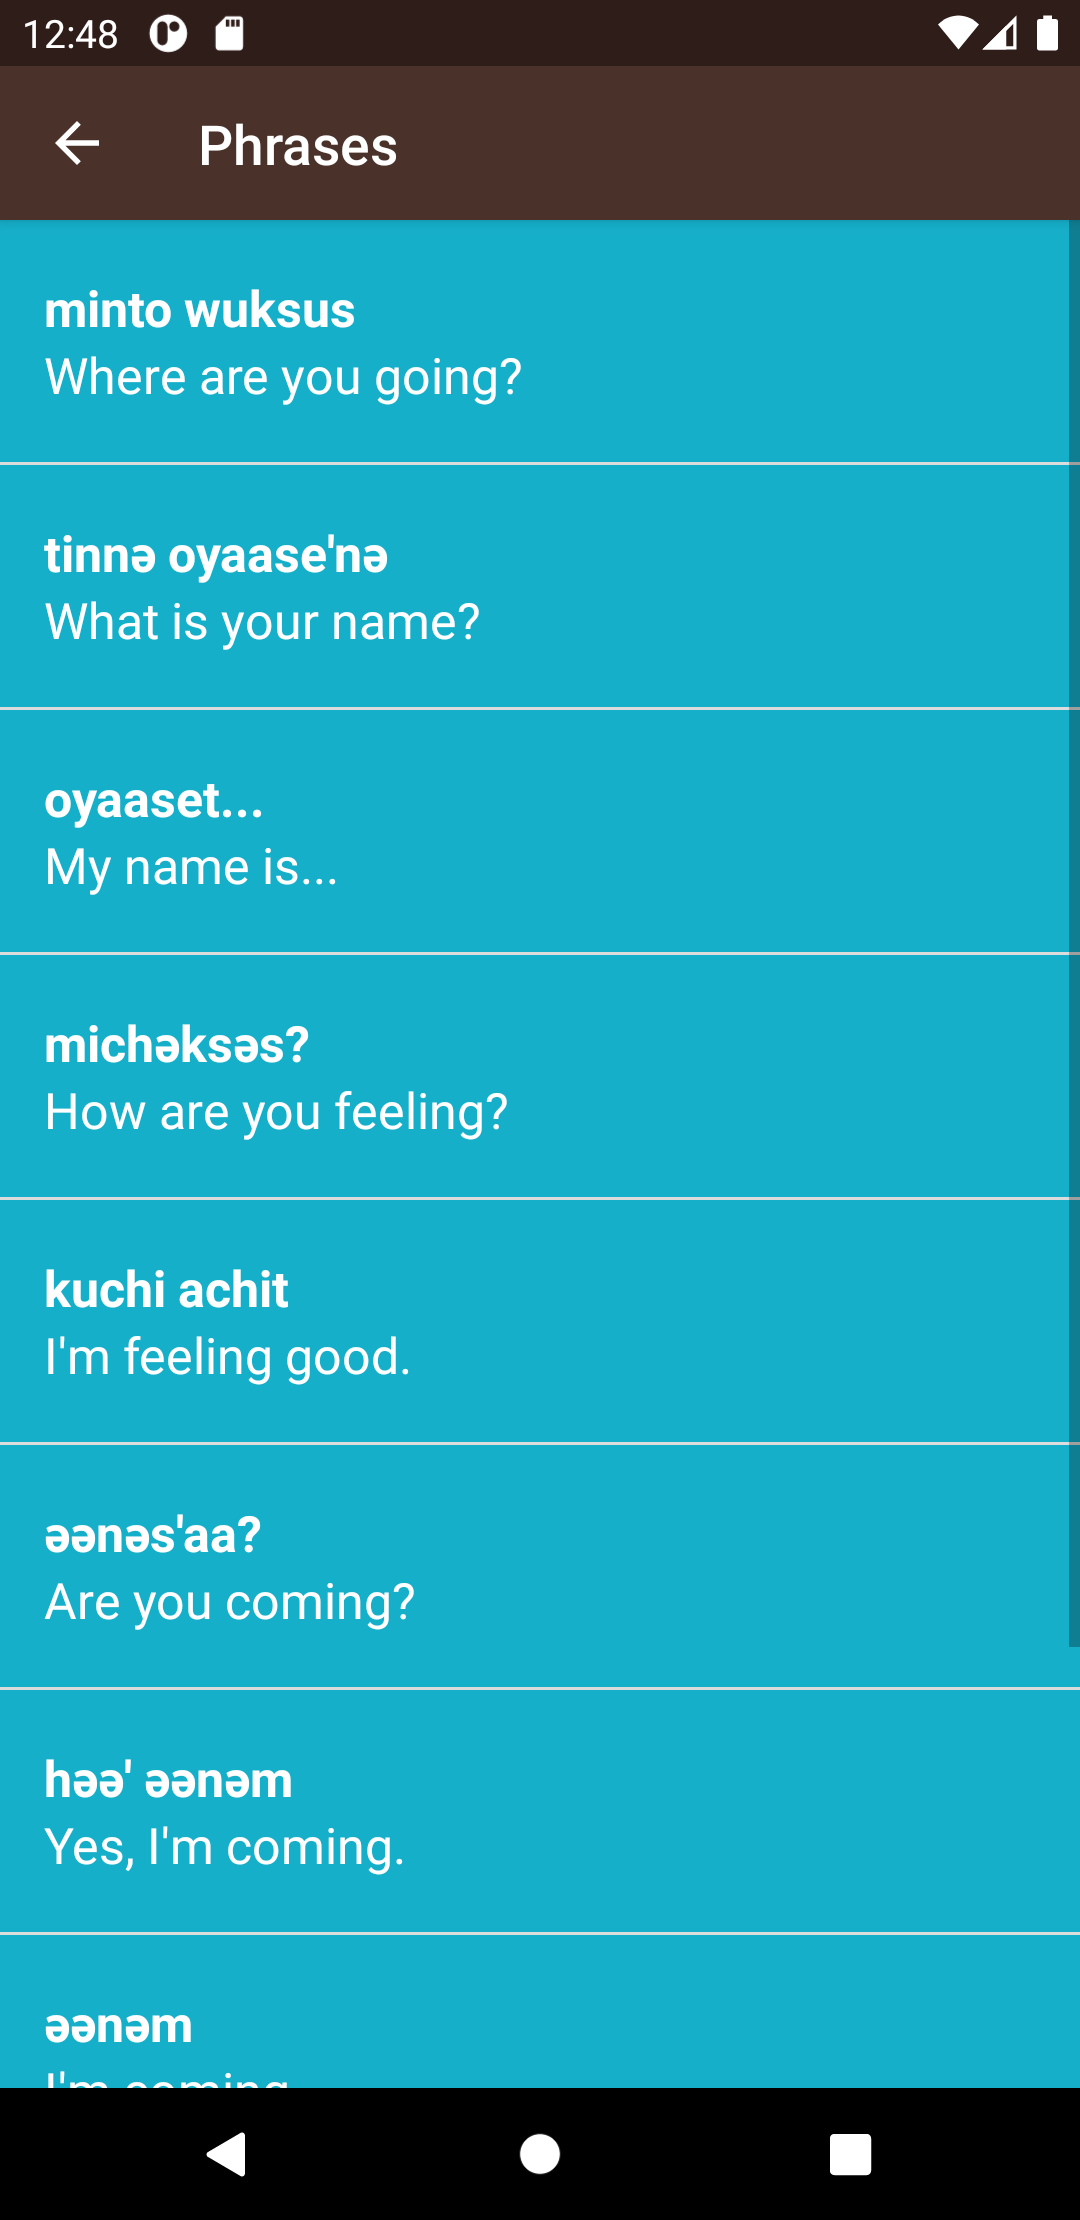 12:48
Phrases
minto wuksus
Where are you going?
tinnə oyaase'nə
What is your name?
oyaaset...
My name is...
michəksəs?
How are you feeling?
kuchi achit
I'm feeling good.
əənəs'aa?
Are you coming?
həə' əənəm
Yes, I'm coming.
əənəm
I'm coming